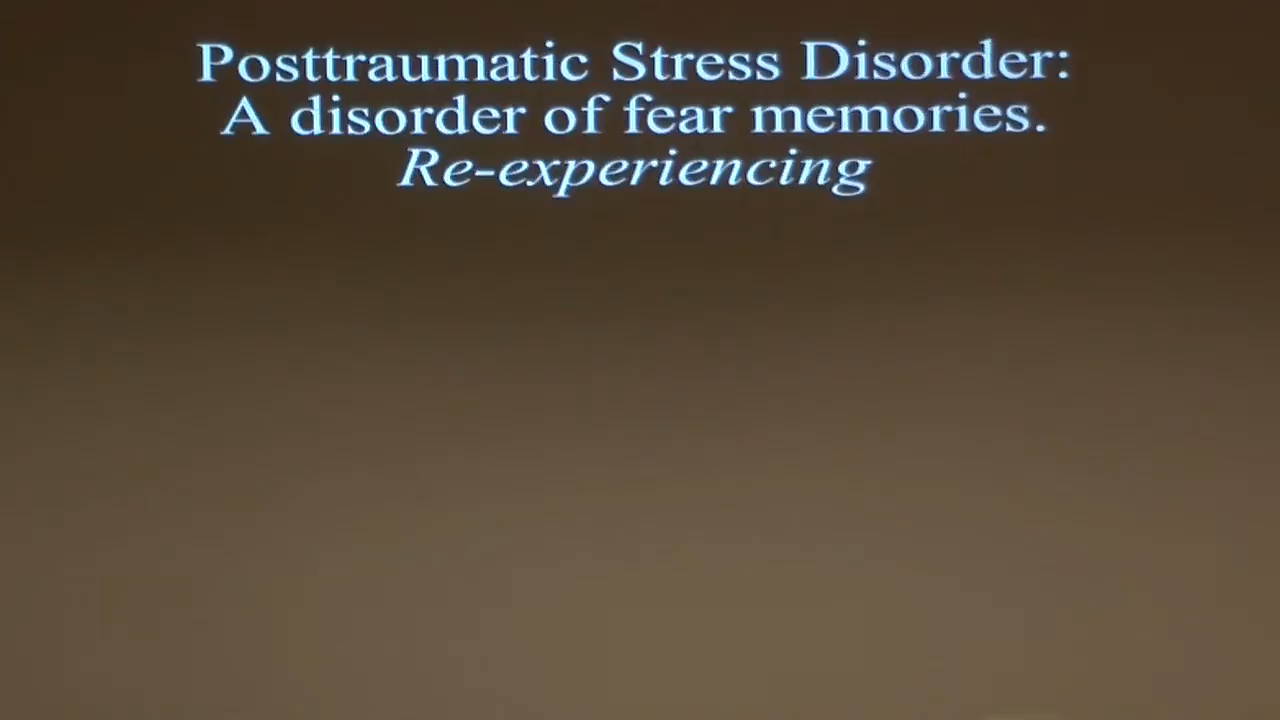 Posttraumatic Stress Disorder:
A disorder of fear memories.
Re-experiencing